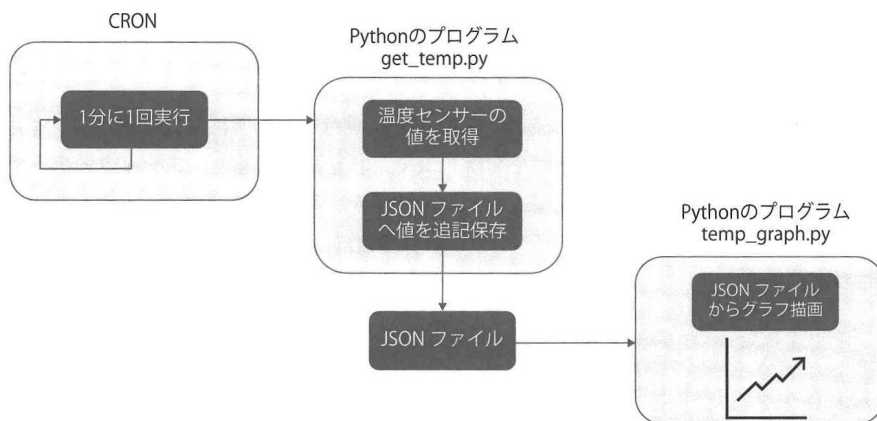 CRON
1分に1回実行
Pythonのプログラム
get_temp.py
温度センサーの
値を取得
JSON ファイル
へ値を追記保存
JSON ファイル
Pythonのプログラム
temp_graph.py
JSON ファイル
からグラフ描画